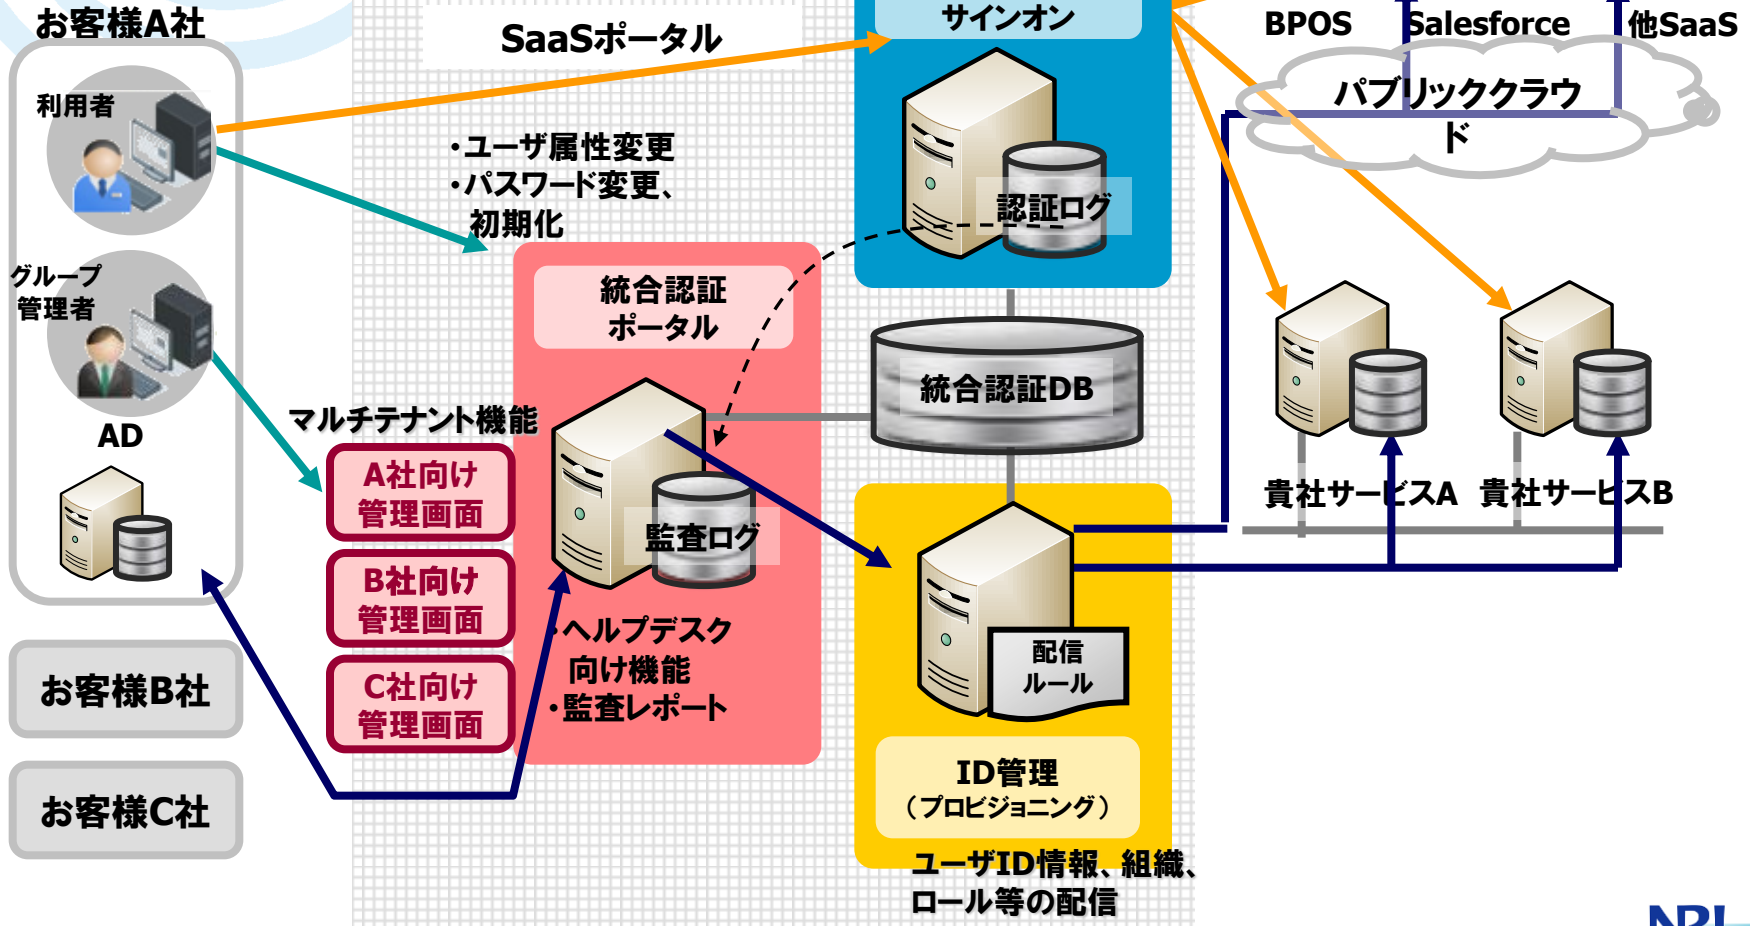 お客様A社
SaaSポータル
サインオン
BPOS
Salesforce
他SaaS
パブリッククラウ
ド
利用者
・ユーザ属性変更
・パスワード変更、
初期化
認証ログ
グループ
管理者
統合認証
ポータル
統合認証DB
AD
マルチテナント機能
A社向け
管理画面
B社向け
管理画面
C社向け
管理画面
監査ログ
・ヘルプデスク
向け機能
・監査レポート
貴社サービスA
貴社サービスB
配信
ルール
ID管理
(プロビジョニング)
ユーザID情報、組織、
ロール等の配信
お客様B社
お客様C社
NRI